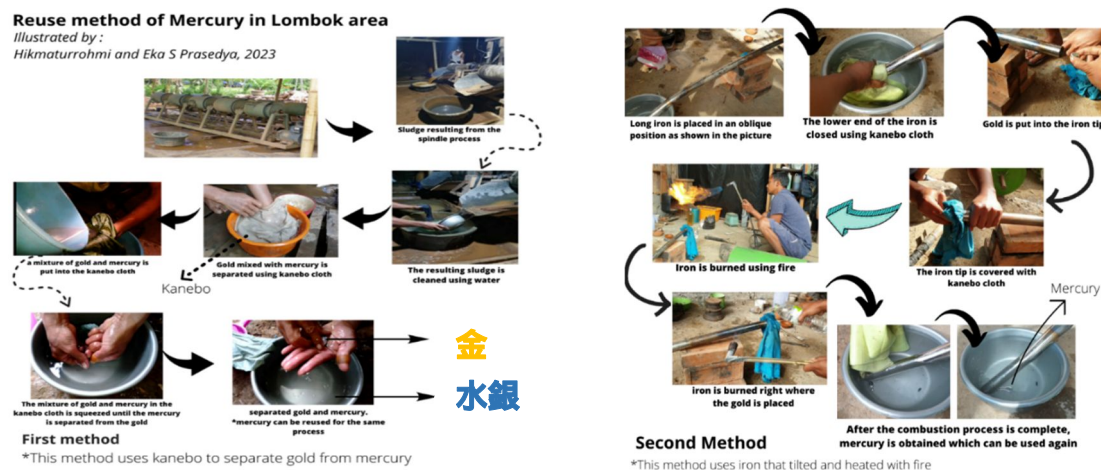 Reuse method of Mercury in Lombok area
Illustrated by :
Hikmaturrohmi and Eka S Prasedya, 2023
Sludge resulting from the
spindle process
The resulting sludge is
cleaned using water
Gold mixed with mercury is
separated using kanebo cloth
a mixture of gold and mercury is
put into the kanebo cloth
Kanebo
The mixture of gold and mercury in the
kanebo cloth is squeezed until the mercury
is separated from the gold
separated gold and mercury.
*mercury can be reused for the same
process
金
水銀
First method
*This method uses kanebo to separate gold from mercury
Long iron is placed in an oblique
position as shown in the picture
The lower end of the iron is
closed using kanebo cloth
Gold is put into the iron tip
The iron tip is covered with
kanebo cloth
Iron is burned using fire
iron is burned right where
the gold is placed
Mercury
After the combustion process is complete,
mercury is obtained which can be used again
Second Method
*This method uses iron that tilted and heated with fire